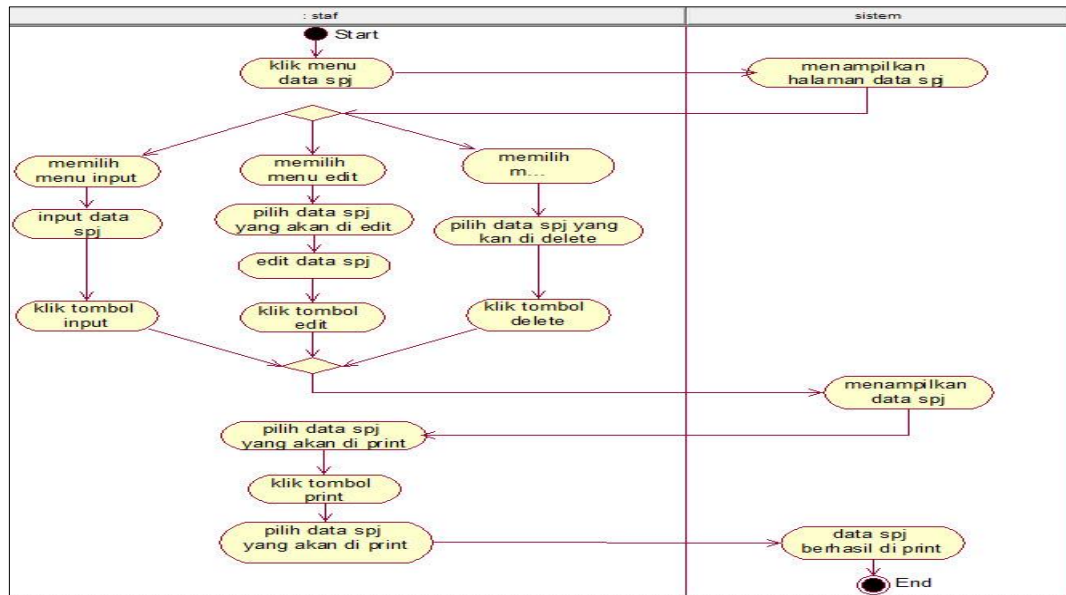 : staf
sistem
Start
klik menu
data spj
menampilkan
halaman data spj
memilih
menu input
memilih
menu edit
memilih
m...
input data
spj
pilih data spj
yang akan di edit
pilih data spj yang
kan di delete
edit data spj
klik tombol
input
klik tombol
edit
klik tombol
delete
menampilkan
data spj
pilih data spj
yang akan di print
klik tombol
print
pilih data spj
yang akan di print
data spj
berhasil di print
End